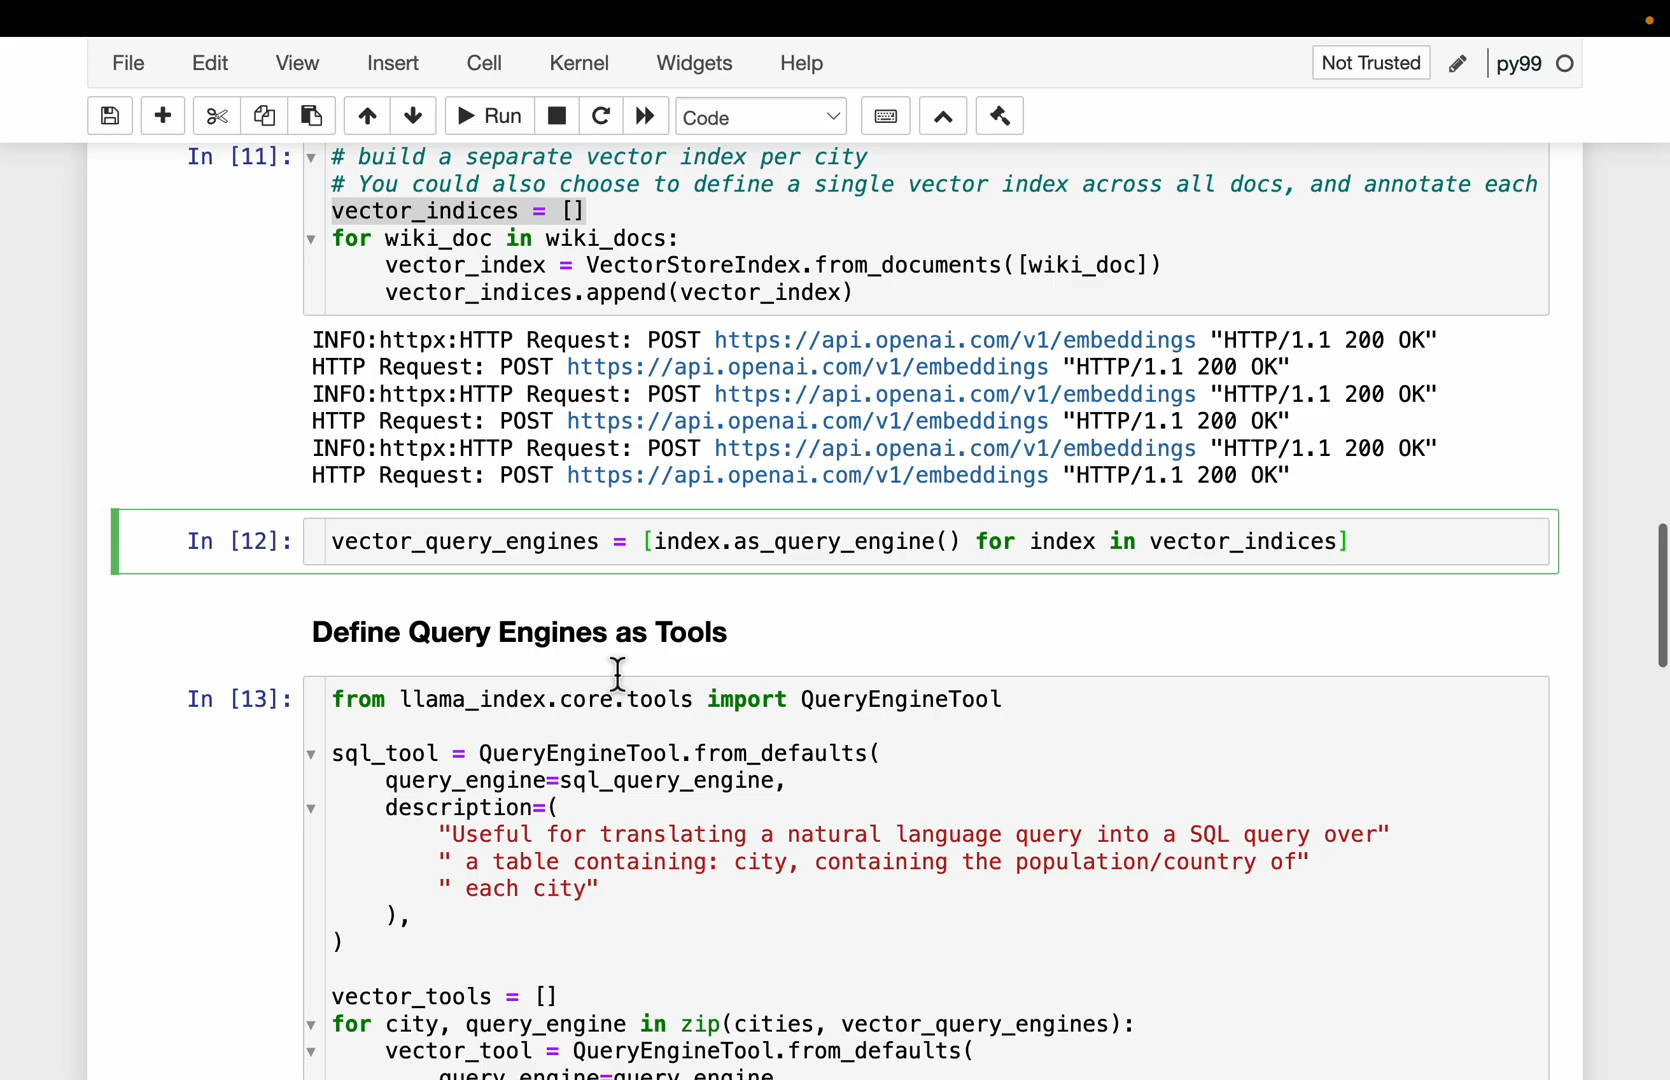 File Edit View Insert Cell Kernel Widgets Help Not Trusted py99
Run Code
In [11]: # build a separate vector index per city
# You could also choose to define a single vector index across all docs, and annotate each
vector_indices = []
for wiki_doc in wiki_docs:
    vector_index = VectorStoreIndex.from_documents([wiki_doc])
    vector_indices.append(vector_index)
INFO:httpx:HTTP Request: POST https://api.openai.com/v1/embeddings "HTTP/1.1 200 OK"
HTTP Request: POST https://api.openai.com/v1/embeddings "HTTP/1.1 200 OK"
INFO:httpx:HTTP Request: POST https://api.openai.com/v1/embeddings "HTTP/1.1 200 OK"
HTTP Request: POST https://api.openai.com/v1/embeddings "HTTP/1.1 200 OK"
INFO:httpx:HTTP Request: POST https://api.openai.com/v1/embeddings "HTTP/1.1 200 OK"
HTTP Request: POST https://api.openai.com/v1/embeddings "HTTP/1.1 200 OK"
In [12]: vector_query_engines = [index.as_query_engine() for index in vector_indices]
Define Query Engines as Tools
In [13]: from llama_index.core.tools import QueryEngineTool
sql_tool = QueryEngineTool.from_defaults(
    query_engine=sql_query_engine,
    description=(
        "Useful for translating a natural language query into a SQL query over"
        " a table containing: city, containing the population/country of"
        " each city"
    ),
)
vector_tools = []
for city, query_engine in zip(cities, vector_query_engines):
    vector_tool = QueryEngineTool.from_defaults(
        query_engine=query_engine